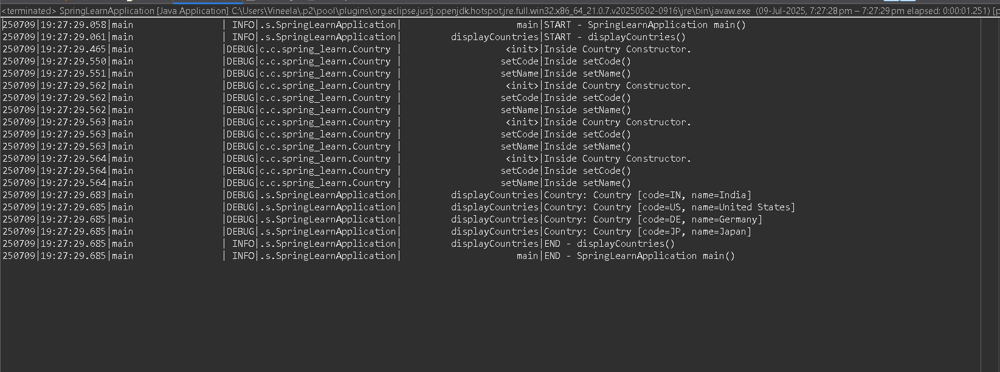 <terminated> SpringLearnApplication [Java Application] C:\Users\Vineela\.p2\pool\plugins\org.eclipse.justj.openjdk.hotspot.jre.full.win32.x86_64_21.0.7.v20250502-0916\jre\bin\javaw.exe (09-Jul-2025, 7:27:28 pm – 7:27:29 pm elapsed: 0:00:01.251) [p
250709|19:27:29.058|main                | INFO|.s.SpringLearnApplication|                     main|START - SpringLearnApplication main()
250709|19:27:29.061|main                | INFO|.s.SpringLearnApplication|         displayCountries|START - displayCountries()
250709|19:27:29.465|main                |DEBUG|c.c.spring_learn.Country |                   <init>|Inside Country Constructor.
250709|19:27:29.550|main                |DEBUG|c.c.spring_learn.Country |                  setCode|Inside setCode()
250709|19:27:29.551|main                |DEBUG|c.c.spring_learn.Country |                  setName|Inside setName()
250709|19:27:29.562|main                |DEBUG|c.c.spring_learn.Country |                   <init>|Inside Country Constructor.
250709|19:27:29.562|main                |DEBUG|c.c.spring_learn.Country |                  setCode|Inside setCode()
250709|19:27:29.562|main                |DEBUG|c.c.spring_learn.Country |                  setName|Inside setName()
250709|19:27:29.563|main                |DEBUG|c.c.spring_learn.Country |                   <init>|Inside Country Constructor.
250709|19:27:29.563|main                |DEBUG|c.c.spring_learn.Country |                  setCode|Inside setCode()
250709|19:27:29.563|main                |DEBUG|c.c.spring_learn.Country |                  setName|Inside setName()
250709|19:27:29.564|main                |DEBUG|c.c.spring_learn.Country |                   <init>|Inside Country Constructor.
250709|19:27:29.564|main                |DEBUG|c.c.spring_learn.Country |                  setCode|Inside setCode()
250709|19:27:29.564|main                |DEBUG|c.c.spring_learn.Country |                  setName|Inside setName()
250709|19:27:29.683|main                |DEBUG|.s.SpringLearnApplication|         displayCountries|Country: Country [code=IN, name=India]
250709|19:27:29.685|main                |DEBUG|.s.SpringLearnApplication|         displayCountries|Country: Country [code=US, name=United States]
250709|19:27:29.685|main                |DEBUG|.s.SpringLearnApplication|         displayCountries|Country: Country [code=DE, name=Germany]
250709|19:27:29.685|main                |DEBUG|.s.SpringLearnApplication|         displayCountries|Country: Country [code=JP, name=Japan]
250709|19:27:29.685|main                | INFO|.s.SpringLearnApplication|         displayCountries|END - displayCountries()
250709|19:27:29.685|main                | INFO|.s.SpringLearnApplication|                     main|END - SpringLearnApplication main()